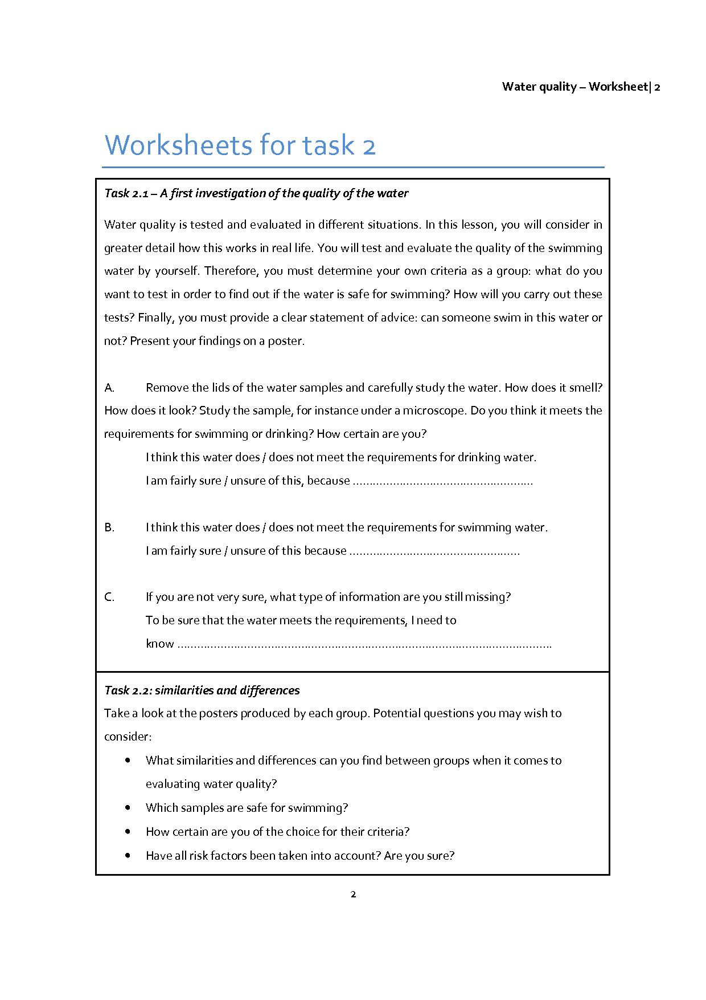 Water quality – Worksheet| 2
Worksheets for task 2
Task 2.1 – A first investigation of the quality of the water
Water quality is tested and evaluated in different situations. In this lesson, you will consider in
greater detail how this works in real life. You will test and evaluate the quality of the swimming
water by yourself. Therefore, you must determine your own criteria as a group: what do you
want to test in order to find out if the water is safe for swimming? How will you carry out these
tests? Finally, you must provide a clear statement of advice: can someone swim in this water or
not? Present your findings on a poster.
A. Remove the lids of the water samples and carefully study the water. How does it smell?
How does it look? Study the sample, for instance under a microscope. Do you think it meets the
requirements for swimming or drinking? How certain are you?
I think this water does / does not meet the requirements for drinking water.
I am fairly sure / unsure of this, because ………………………………………………
B. I think this water does / does not meet the requirements for swimming water.
I am fairly sure / unsure of this because ……………………………………………
C. If you are not very sure, what type of information are you still missing?
To be sure that the water meets the requirements, I need to
know ………………………………………………………………………………………………….
Task 2.2: similarities and differences
Take a look at the posters produced by each group. Potential questions you may wish to
consider:
• What similarities and differences can you find between groups when it comes to
evaluating water quality?
• Which samples are safe for swimming?
• How certain are you of the choice for their criteria?
• Have all risk factors been taken into account? Are you sure?
2